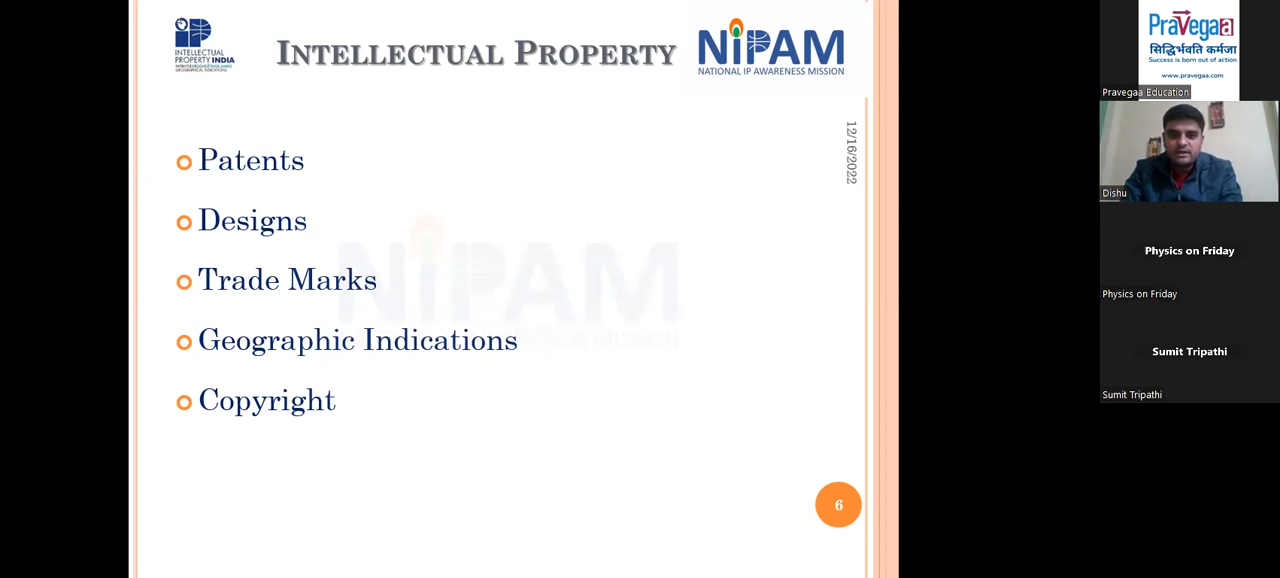 INTELLECTUAL
PROPERTY INDIA
INTELLECTUAL PROPERTY
NiPAM
NATIONAL IP AWARENESS MISSION
12/16/2022
Patents
Designs
Trade Marks
Geographic Indications
Copyright
6
PraVegaa
सिद्धिर्भवति कर्मजा
Success is born out of action
www.pravegaa.com
Pravegaa Education
Dishu
Physics on Friday
Physics on Friday
Sumit Tripathi
Sumit Tripathi